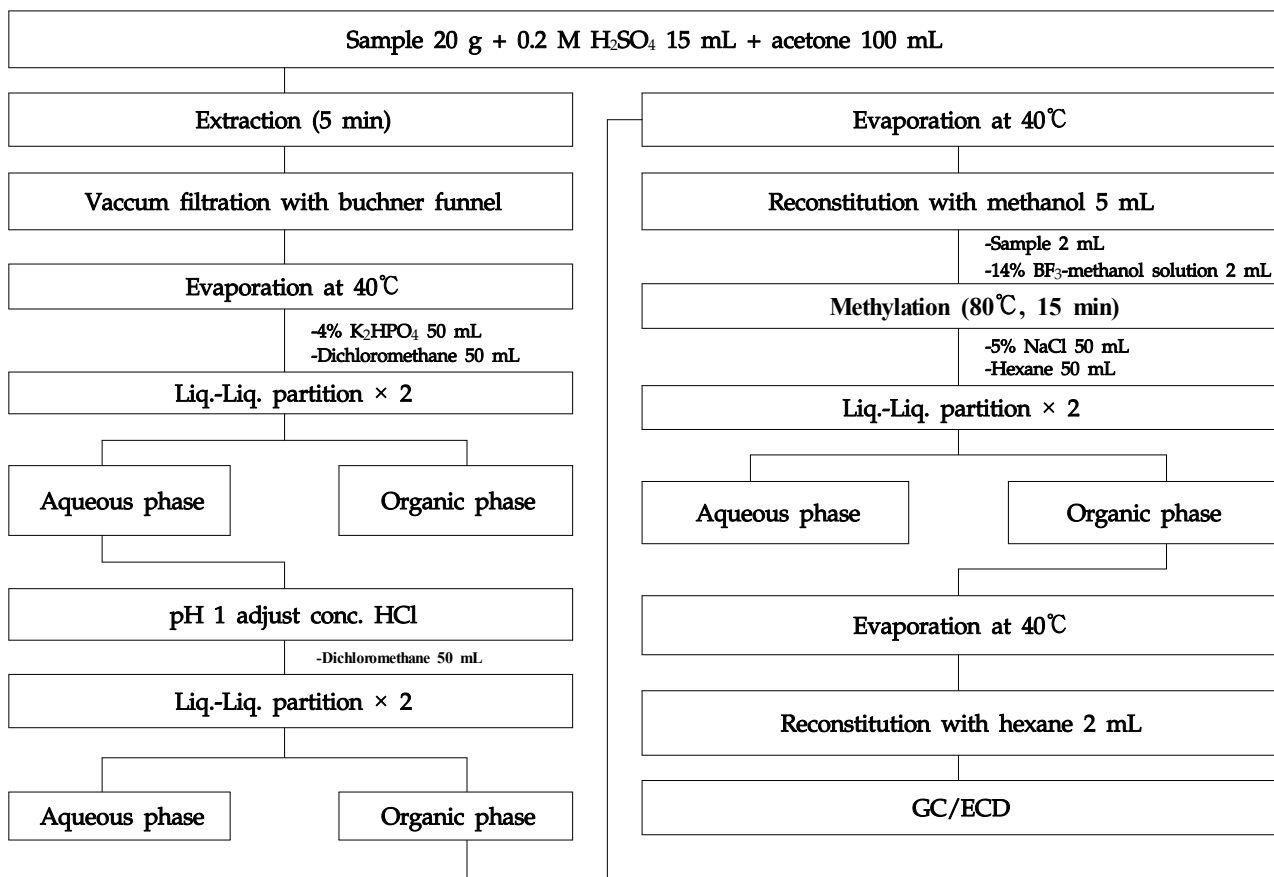 Sample 20 g + 0.2 M H₂SO₄ 15 mL + acetone 100 mL
Extraction (5 min)
Vaccum filtration with buchner funnel
Evaporation at 40℃
-4% K₂HPO₄ 50 mL
-Dichloromethane 50 mL
Liq.-Liq. partition × 2
Aqueous phase
Organic phase
pH 1 adjust conc. HCl
-Dichloromethane 50 mL
Liq.-Liq. partition × 2
Aqueous phase
Organic phase
Evaporation at 40℃
Reconstitution with methanol 5 mL
-Sample 2 mL
-14% BF₃-methanol solution 2 mL
Methylation (80℃, 15 min)
-5% NaCl 50 mL
-Hexane 50 mL
Liq.-Liq. partition × 2
Aqueous phase
Organic phase
Evaporation at 40℃
Reconstitution with hexane 2 mL
GC/ECD